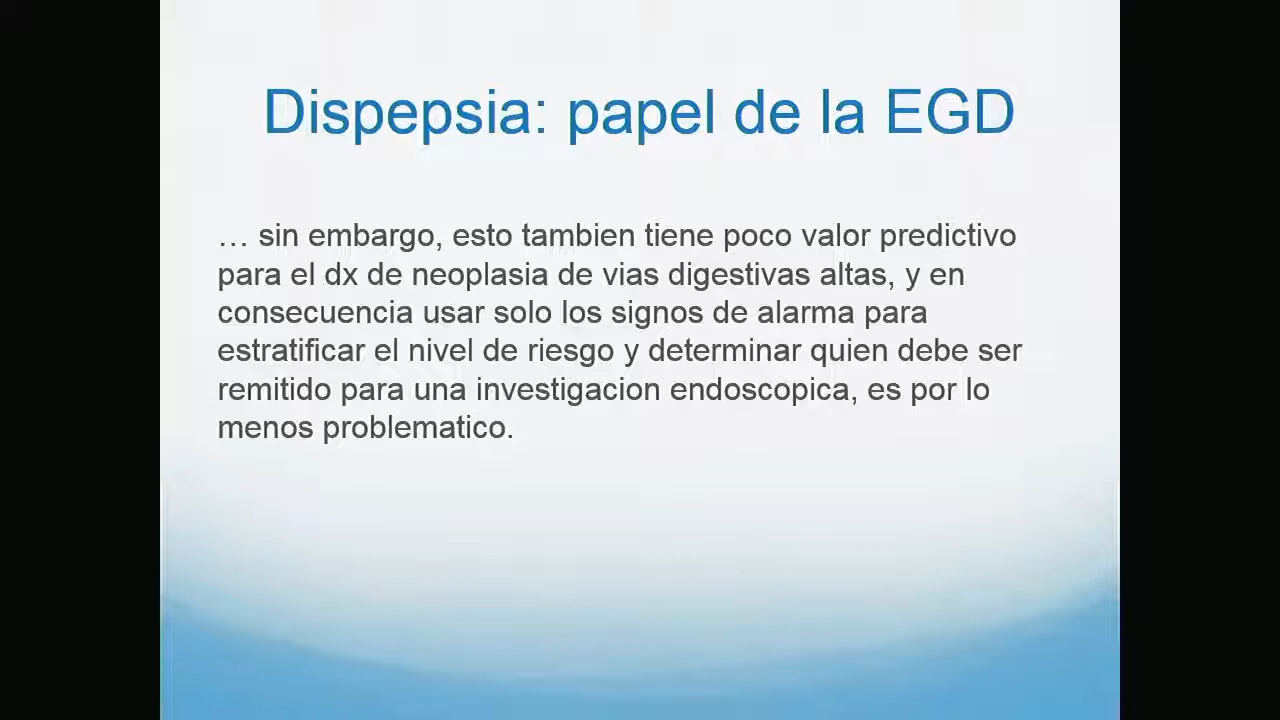 Dispepsia: papel de la EGD
… sin embargo, esto tambien tiene poco valor predictivo
para el dx de neoplasia de vias digestivas altas, y en
consecuencia usar solo los signos de alarma para
estratificar el nivel de riesgo y determinar quien debe ser
remitido para una investigacion endoscopica, es por lo
menos problematico.